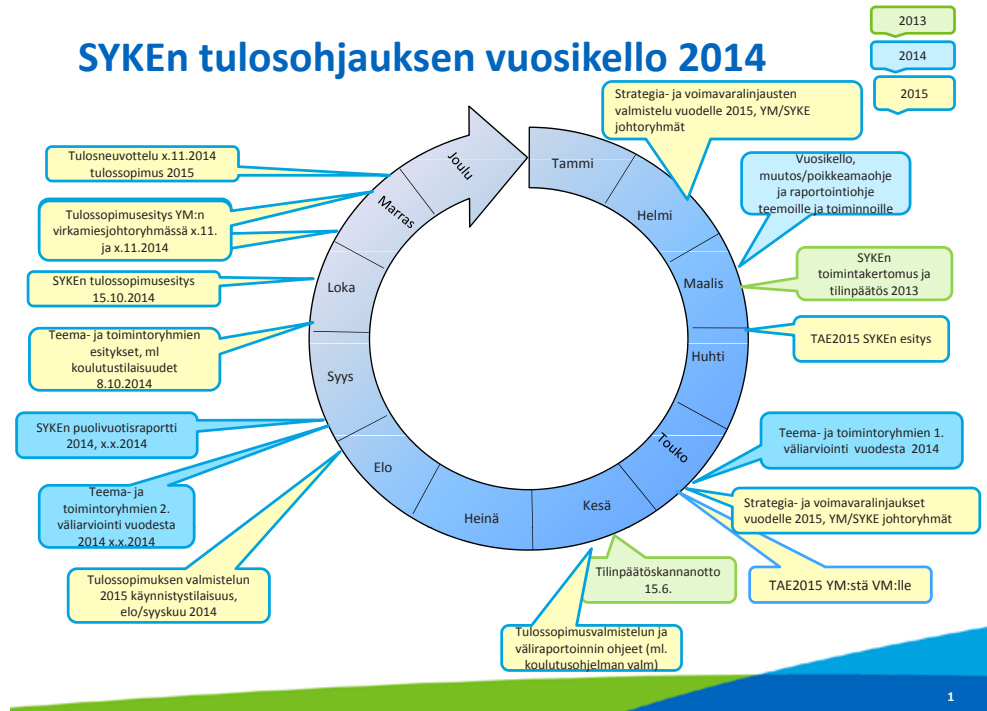 SYKEn tulosohjauksen vuosikello 2014
2013
2014
2015
Strategia- ja voimavaralinjausten
valmistelu vuodelle 2015, YM/SYKE
johtoryhmät
Vuosikello,
muutos/poikkeamaohje
ja raportointiohje
teemoille ja toiminnoille
SYKEn
toimintakertomus ja
tilinpäätös 2013
TAE2015 SYKEn esitys
Teema- ja toimintoryhmien 1.
väliarviointi vuodesta 2014
Strategia- ja voimavaralinjaukset
vuodelle 2015, YM/SYKE johtoryhmät
TAE2015 YM:stä VM:lle
Tilinpäätöskannanotto
15.6.
Tulossopimusvalmistelun ja
väliraportoinnin ohjeet (ml.
koulutusohjelman valm)
Tulossopimuksen valmistelun
2015 käynnistystilaisuus,
elo/syyskuu 2014
Teema- ja
toimintoryhmien 2.
väliarviointi vuodesta
2014 x.x.2014
SYKEn puolivuotisraportti
2014, x.x.2014
Teema- ja toimintoryhmien
esitykset, ml
koulutustilaisuudet
8.10.2014
SYKEn tulossopimusesitys
15.10.2014
Tulossopimusesitys YM:n
virkamiesjohtoryhmässä x.11.
ja x.11.2014
Tulosneuvottelu x.11.2014
tulossopimus 2015
Tammi
Helmi
Maalis
Huhti
Touko
Kesä
Heinä
Elo
Syys
Loka
Marras
Joulu
1